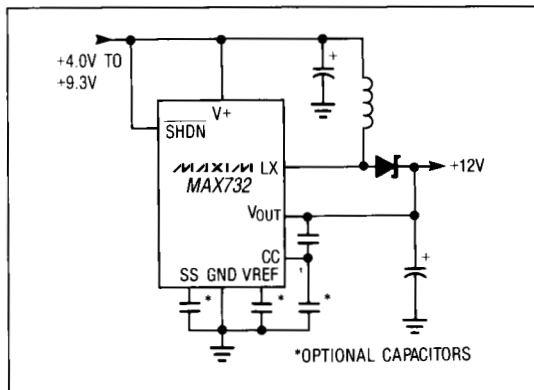 +4.0V TO
+9.3V
V+
SHDN
MAXIM LX
MAX732
+12V
VOUT
CC
SS GND VREF
+
+
* * *
*OPTIONAL CAPACITORS